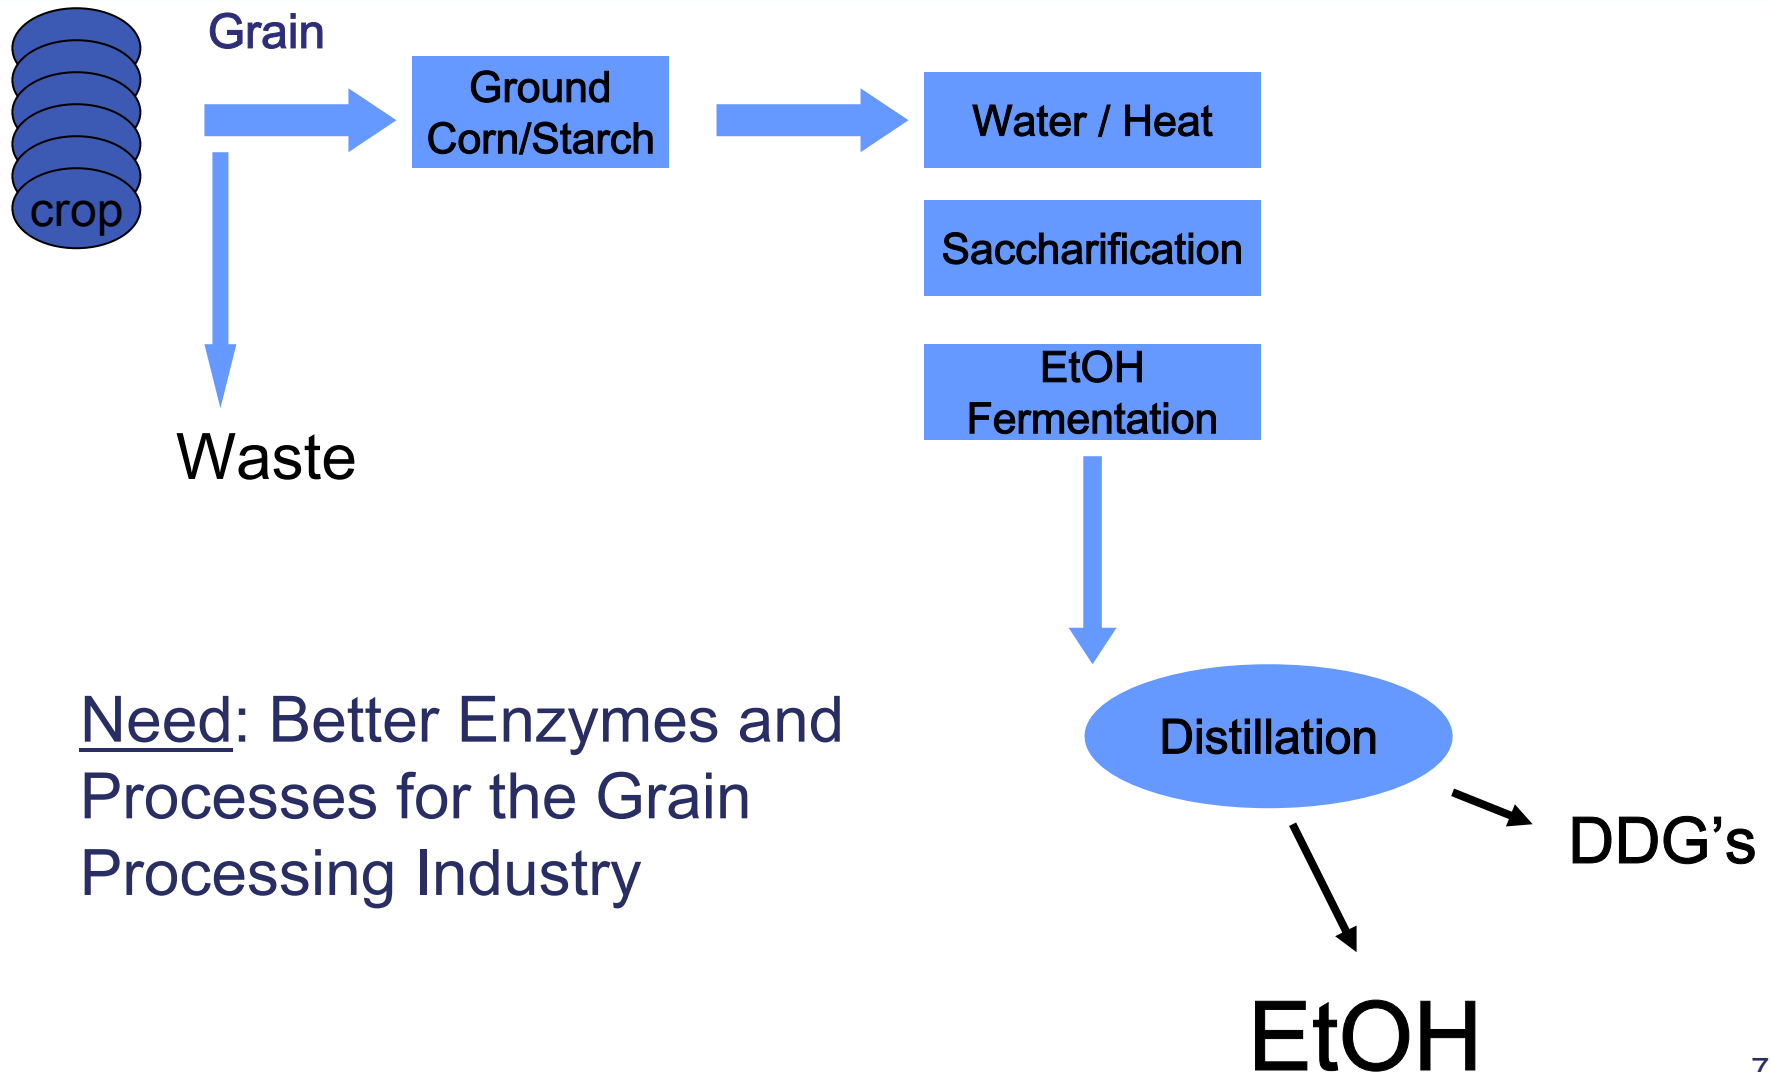 Grain
crop
Ground
Corn/Starch
Water / Heat
Saccharification
EtOH
Fermentation
Waste
Need: Better Enzymes and
Processes for the Grain
Processing Industry
Distillation
DDG’s
EtOH
7